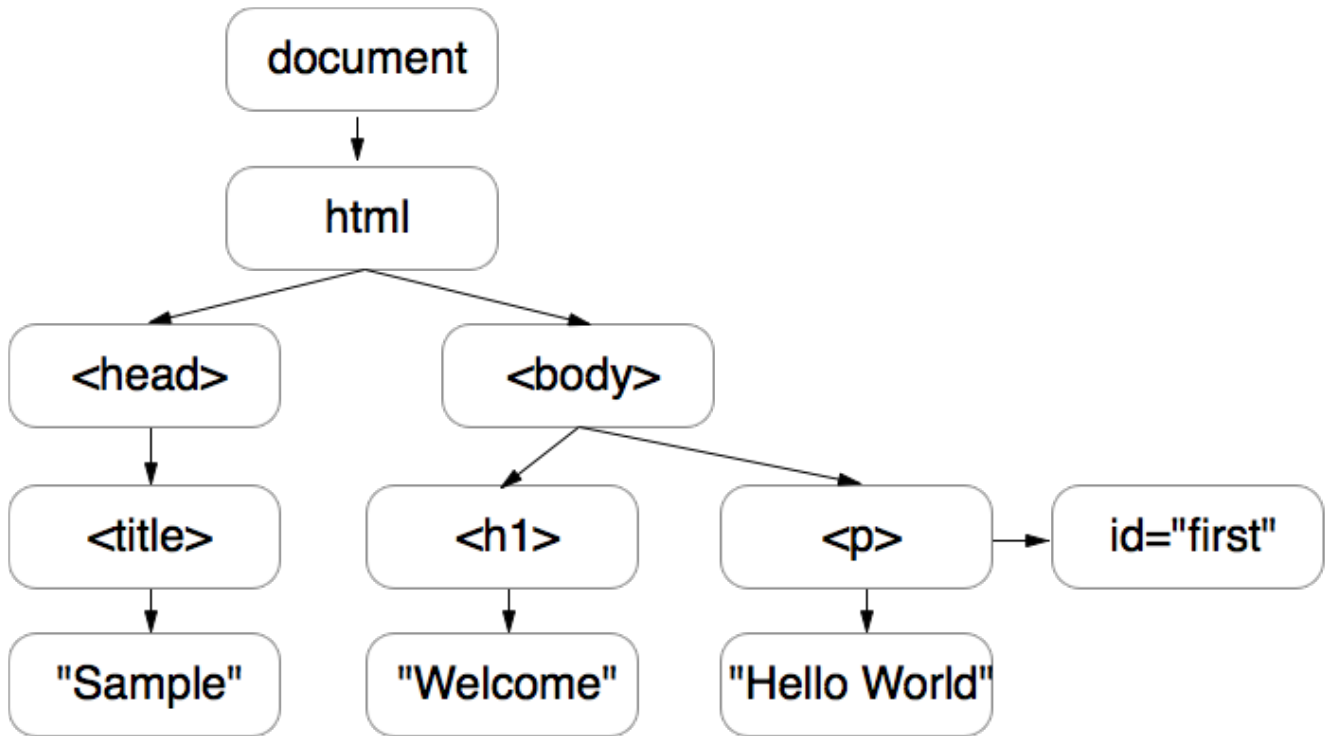 document
html
<head>
<body>
<title>
<h1>
<p>
id="first"
"Sample"
"Welcome"
"Hello World"